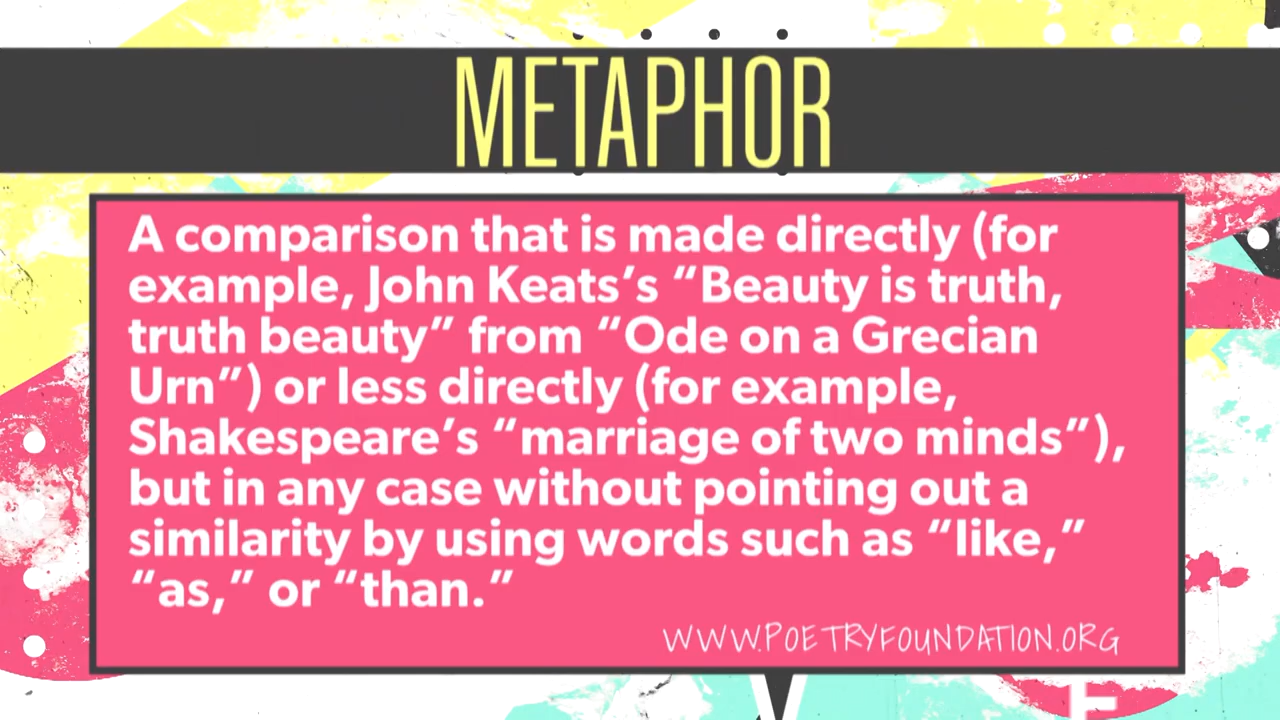 METAPHOR
A comparison that is made directly (for
example, John Keats’s “Beauty is truth,
truth beauty” from “Ode on a Grecian
Urn”) or less directly (for example,
Shakespeare’s “marriage of two minds”),
but in any case without pointing out a
similarity by using words such as “like,”
“as,” or “than.”
WWW.POETRYFOUNDATION.ORG